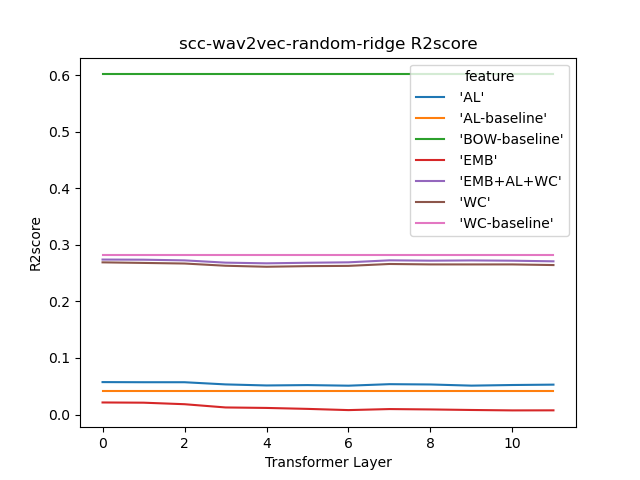 scc-wav2vec-random-ridge R2score
feature
'AL'
'AL-baseline'
'BOW-baseline'
'EMB'
'EMB+AL+WC'
'WC'
'WC-baseline'
R2score
0.6
0.5
0.4
0.3
0.2
0.1
0.0
0 2 4 6 8 10
Transformer Layer